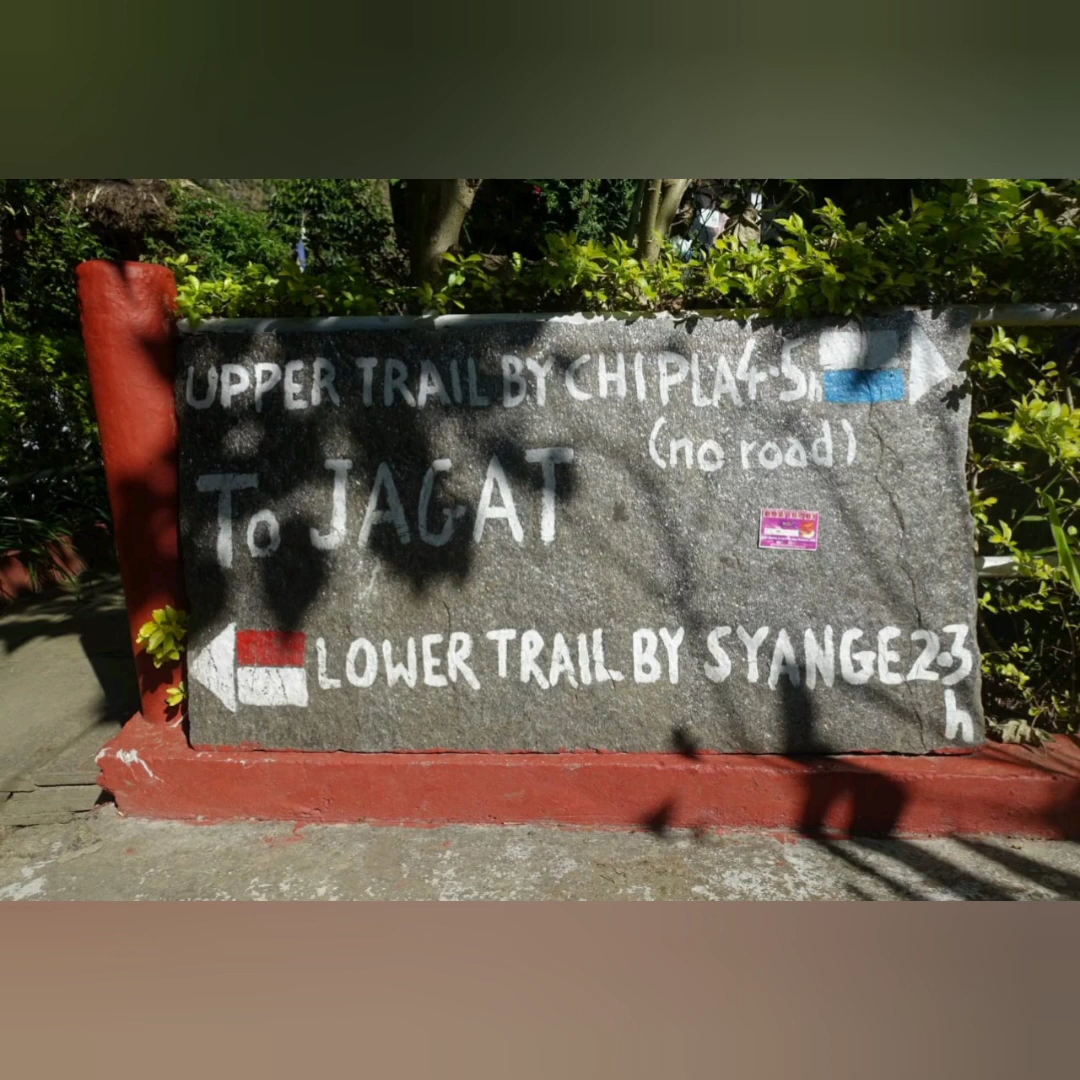 UPPER TRAIL BY CHIPLA 4-5h
(no road)
To JAGAT
LOWER TRAIL BY SYANGE 2-3
h